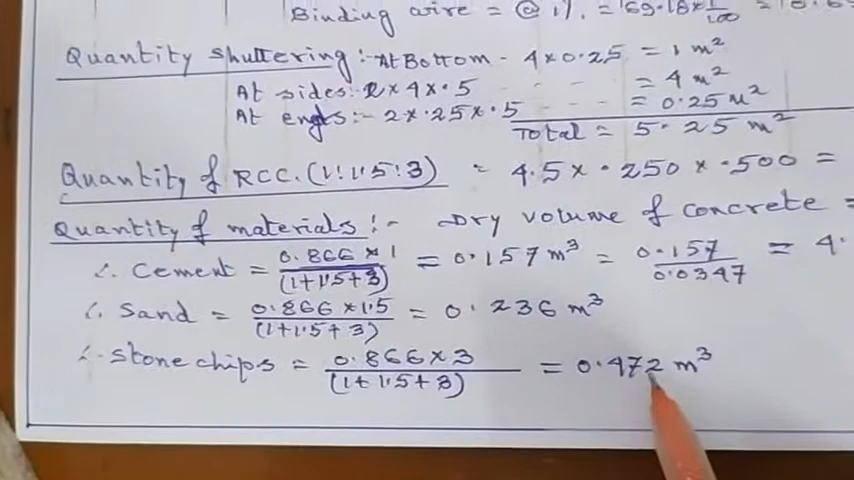 Binding wire = @ 1%. = 69.18 × 1/100 =
Quantity shuttering :- At Bottom - 4×0.25 = 1 m²
At sides:- 2×4×.5 - - - = 4 m²
At ends:- 2×.25×.5 = 0.25 m²
Total = 5.25 m²
Quantity of RCC.(1:1.5:3) = 4.5×.250×.500 =
Quantity of materials :- Dry volume of concrete =
∴ Cement = 0.866×1/(1+1.5+3) = 0.157 m³ = 0.157/0.0347 = 4.
∴ Sand = 0.866×1.5/(1+1.5+3) = 0.236 m³
∴ Stone chips = 0.866×3/(1+1.5+3) = 0.472 m³